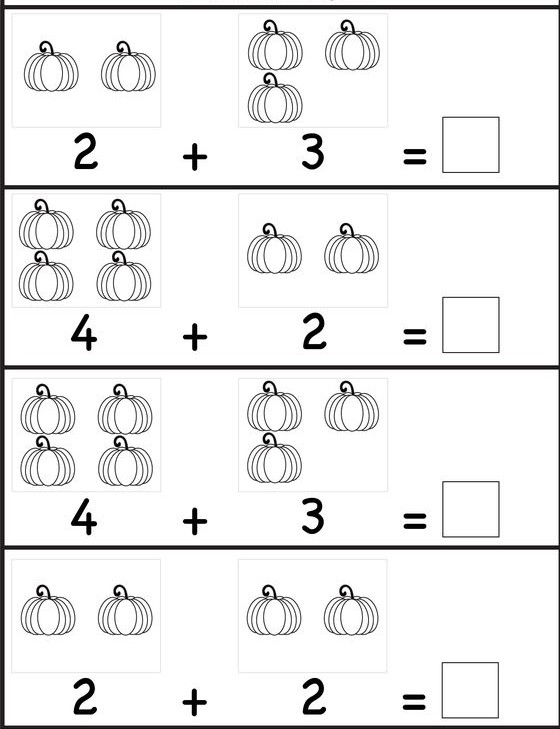 2 + 3 =
4 + 2 =
4 + 3 =
2 + 2 =